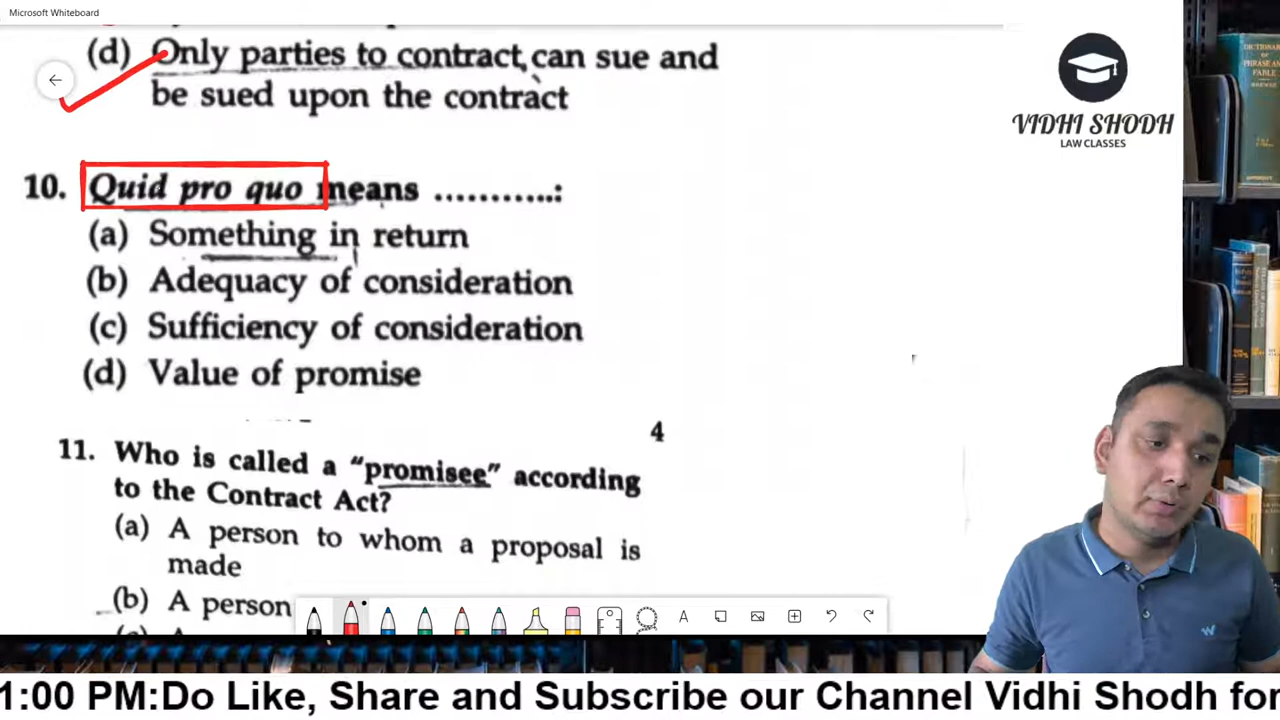 Microsoft Whiteboard
(d) Only parties to contract can sue and
be sued upon the contract
VIDHI SHODH
LAW CLASSES
10. Quid pro quo means ............:
(a) Something in return
(b) Adequacy of consideration
(c) Sufficiency of consideration
(d) Value of promise
4
11. Who is called a “promisee” according
to the Contract Act?
(a) A person to whom a proposal is
made
(b) A person
A
1:00 PM:Do Like, Share and Subscribe our Channel Vidhi Shodh for